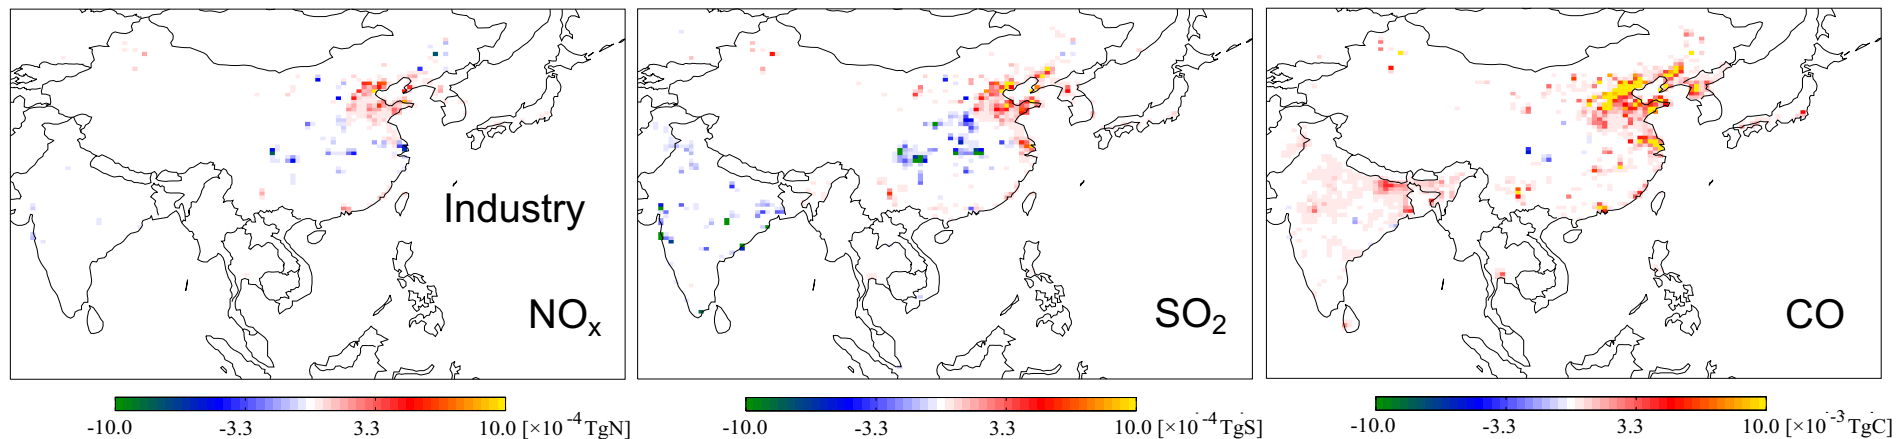 Industry
NOₓ
SO₂
CO
-10.0 -3.3 3.3 10.0 [×10⁻⁴ TgN]
-10.0 -3.3 3.3 10.0 [×10⁻⁴ TgS]
-10.0 -3.3 3.3 10.0 [×10⁻³ TgC]